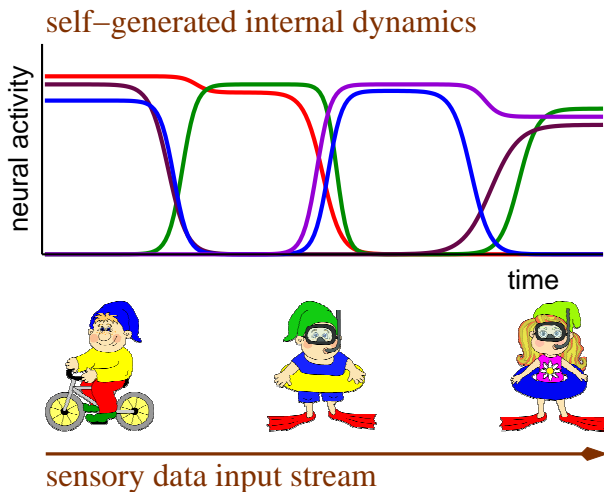 self−generated internal dynamics
neural activity
time
sensory data input stream